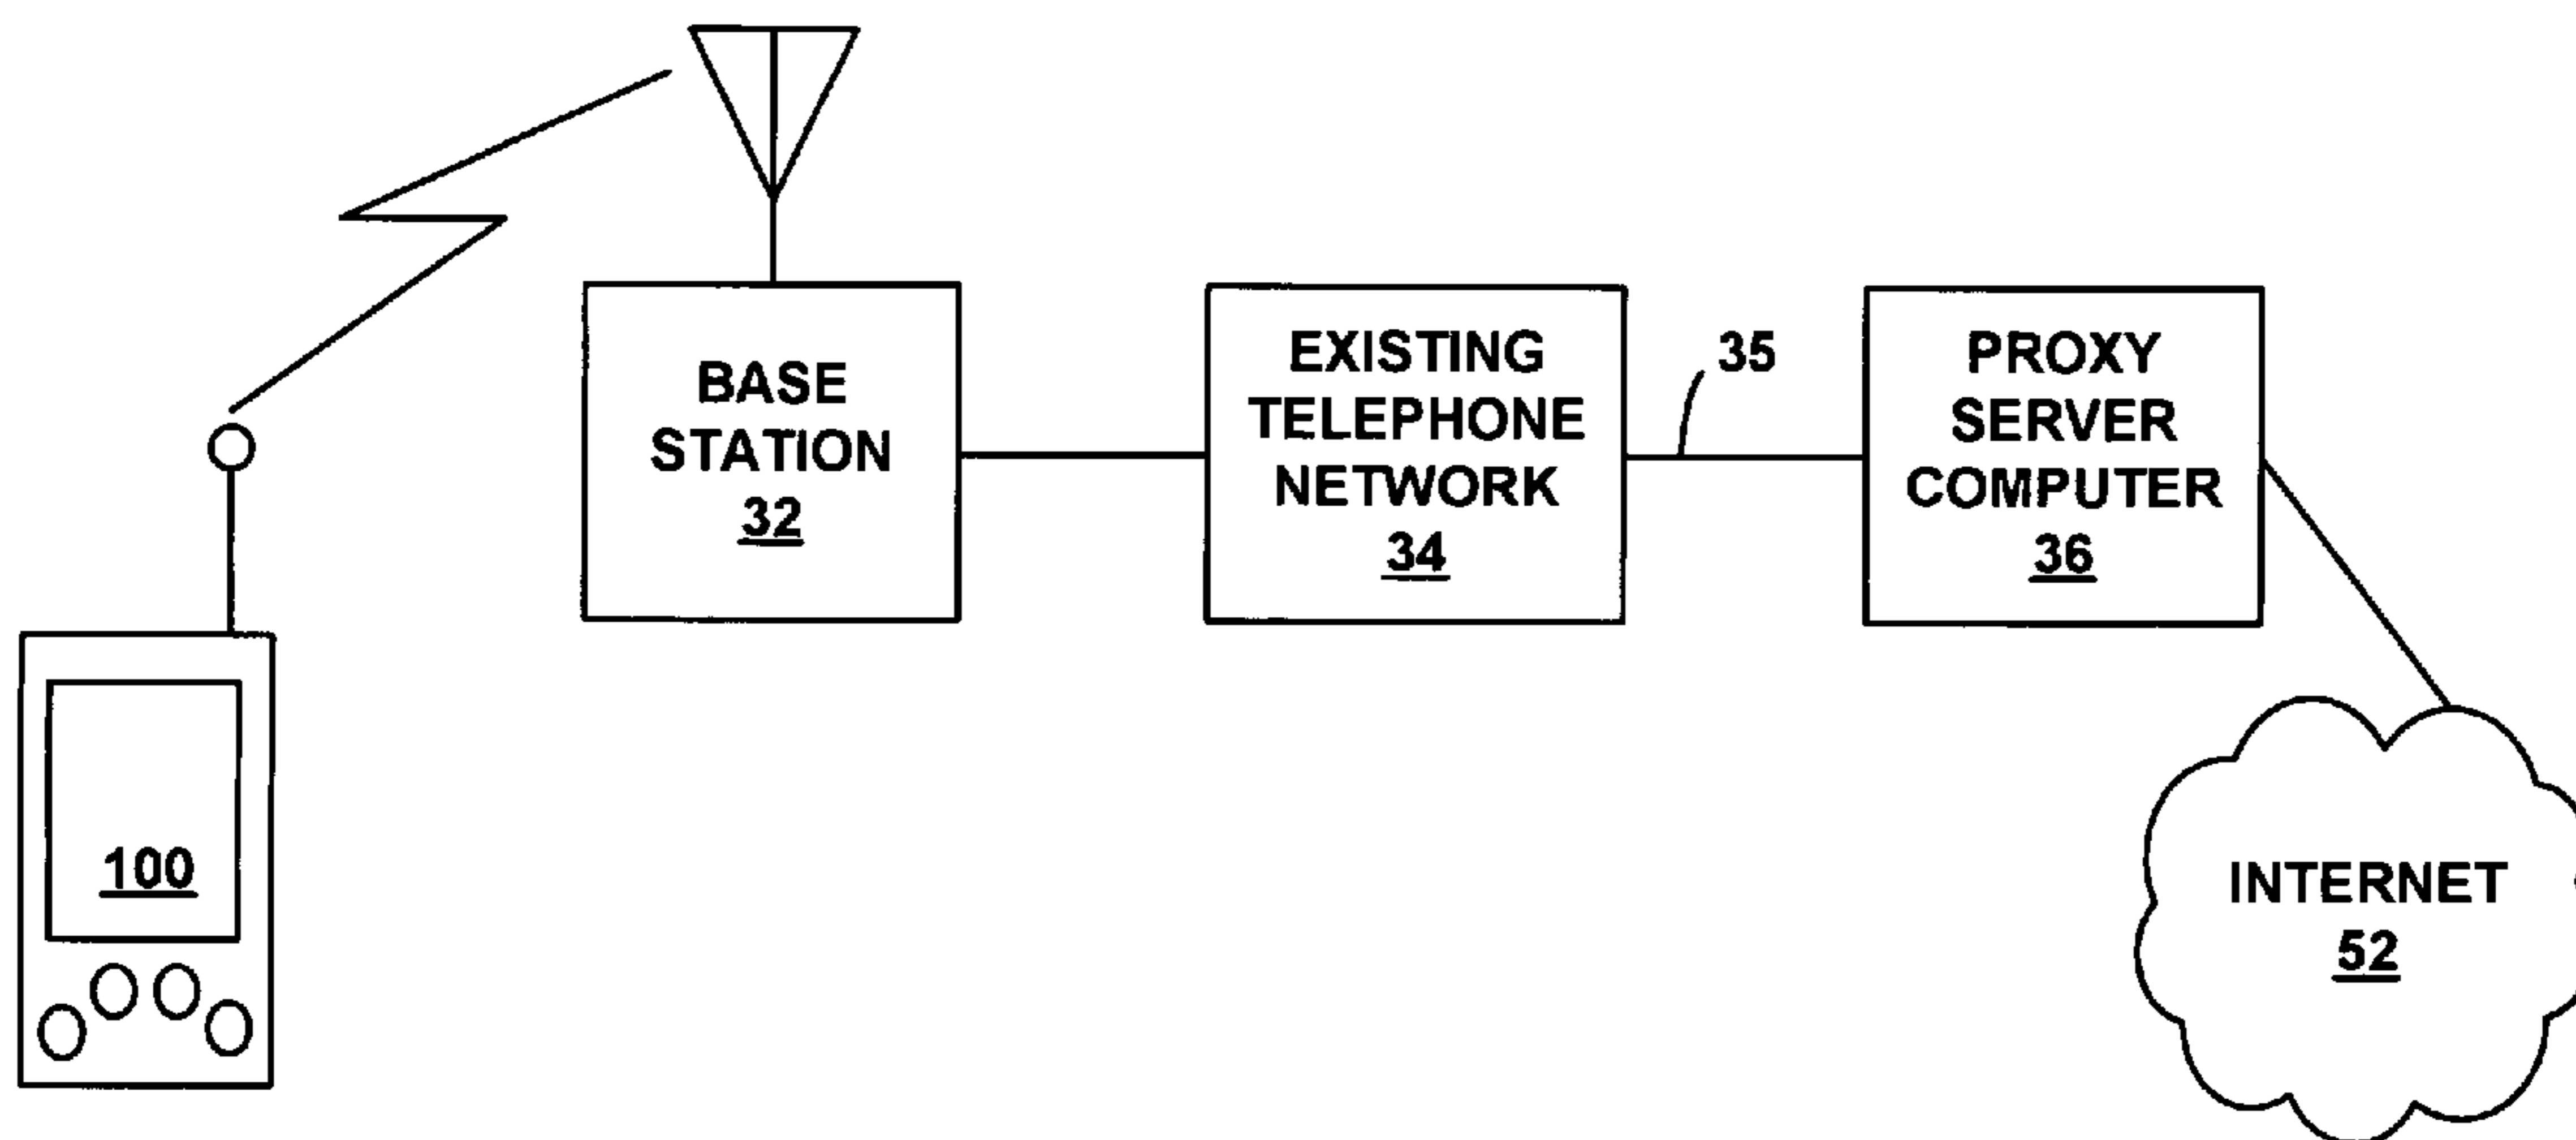 BASE
STATION
32
EXISTING
TELEPHONE
NETWORK
34
35
PROXY
SERVER
COMPUTER
36
100
INTERNET
52